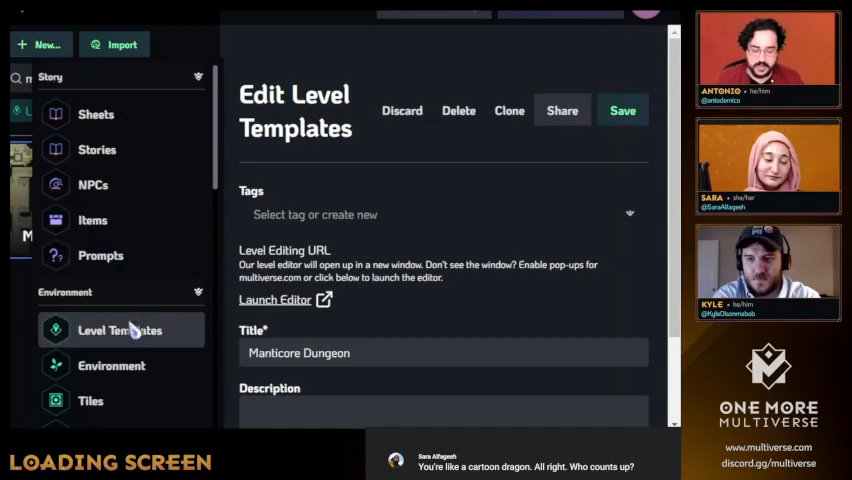 New...
Import
Story
Sheets
Stories
NPCs
Items
Prompts
Environment
Level Templates
Environment
Tiles
Edit Level
Templates
Discard
Delete
Clone
Share
Save
Tags
Select tag or create new
Level Editing URL
Our level editor will open up in a new window. Don't see the window? Enable pop-ups for
multiverse.com or click below to launch the editor.
Launch Editor
Title*
Manticore Dungeon
Description
ANTONIO he/him
@antodemico
SARA she/her
@SaraAlfageeh
KYLE he/him
@KyleOlsonmabob
ONE MORE
MULTIVERSE
www.multiverse.com
discord.gg/multiverse
LOADING SCREEN
Sara Alfageeh
You're like a cartoon dragon. All right. Who counts up?